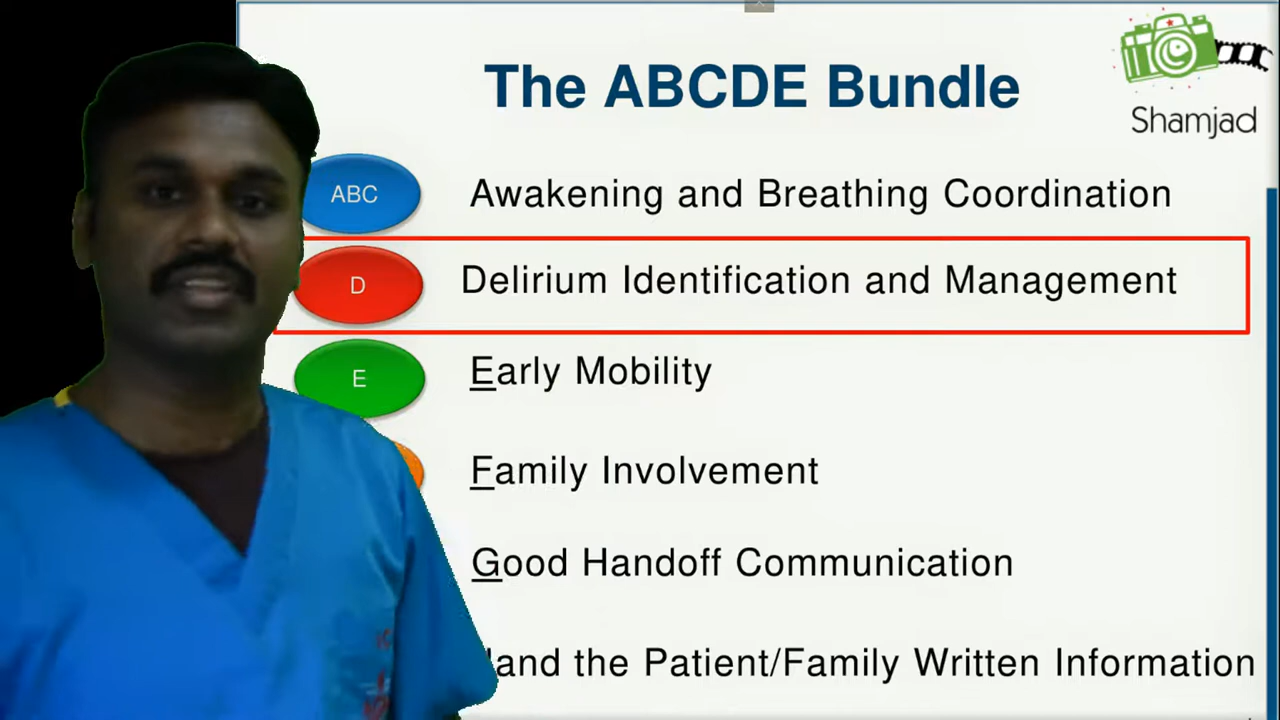 The ABCDE Bundle
Shamjad
ABC Awakening and Breathing Coordination
D Delirium Identification and Management
E Early Mobility
Family Involvement
Good Handoff Communication
the Patient/Family Written Information